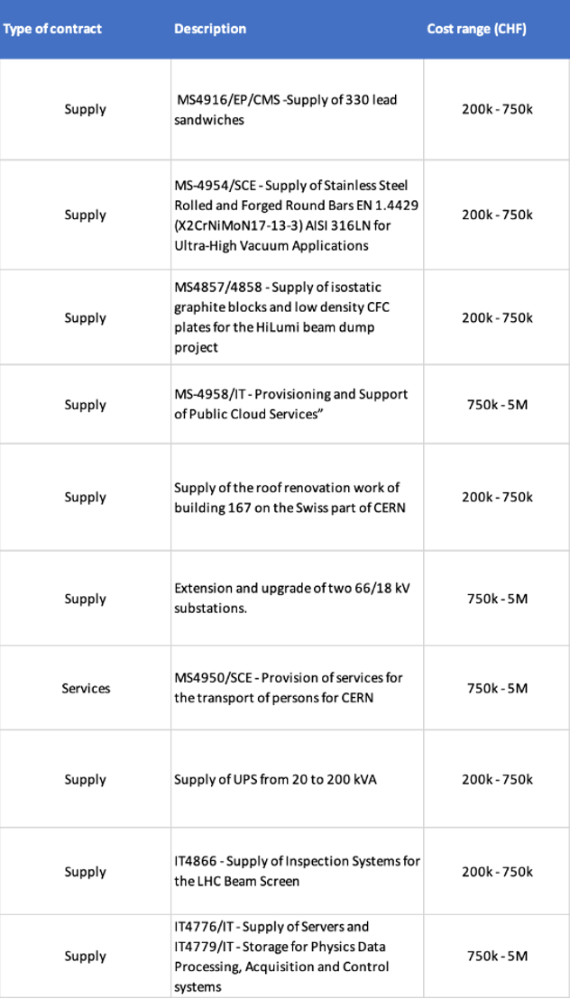 Type of contract Description Cost range (CHF)
Supply
MS4916/EP/CMS -Supply of 330 lead
sandwiches
200k - 750k
Supply
MS-4954/SCE - Supply of Stainless Steel
Rolled and Forged Round Bars EN 1.4429
(X2CrNiMoN17-13-3) AISI 316LN for
Ultra-High Vacuum Applications
200k - 750k
Supply
MS4857/4858 - Supply of isostatic
graphite blocks and low density CFC
plates for the HiLumi beam dump
project
200k - 750k
Supply
MS-4958/IT - Provisioning and Support
of Public Cloud Services”
750k - 5M
Supply
Supply of the roof renovation work of
building 167 on the Swiss part of CERN
200k - 750k
Supply
Extension and upgrade of two 66/18 kV
substations.
750k - 5M
Services
MS4950/SCE - Provision of services for
the transport of persons for CERN
750k - 5M
Supply
Supply of UPS from 20 to 200 kVA
200k - 750k
Supply
IT4866 - Supply of Inspection Systems for
the LHC Beam Screen
200k - 750k
Supply
IT4776/IT - Supply of Servers and
IT4779/IT - Storage for Physics Data
Processing, Acquisition and Control
systems
750k - 5M